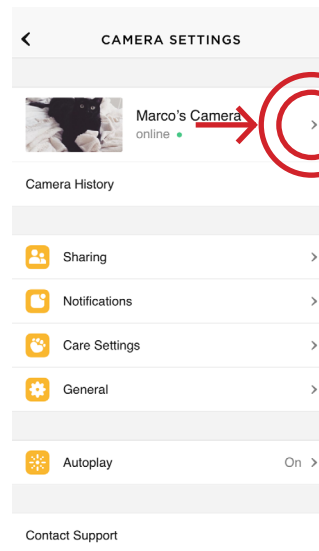 CAMERA SETTINGS
Marco's Camera
online
Camera History
Sharing
Notifications
Care Settings
General
Autoplay On
Contact Support